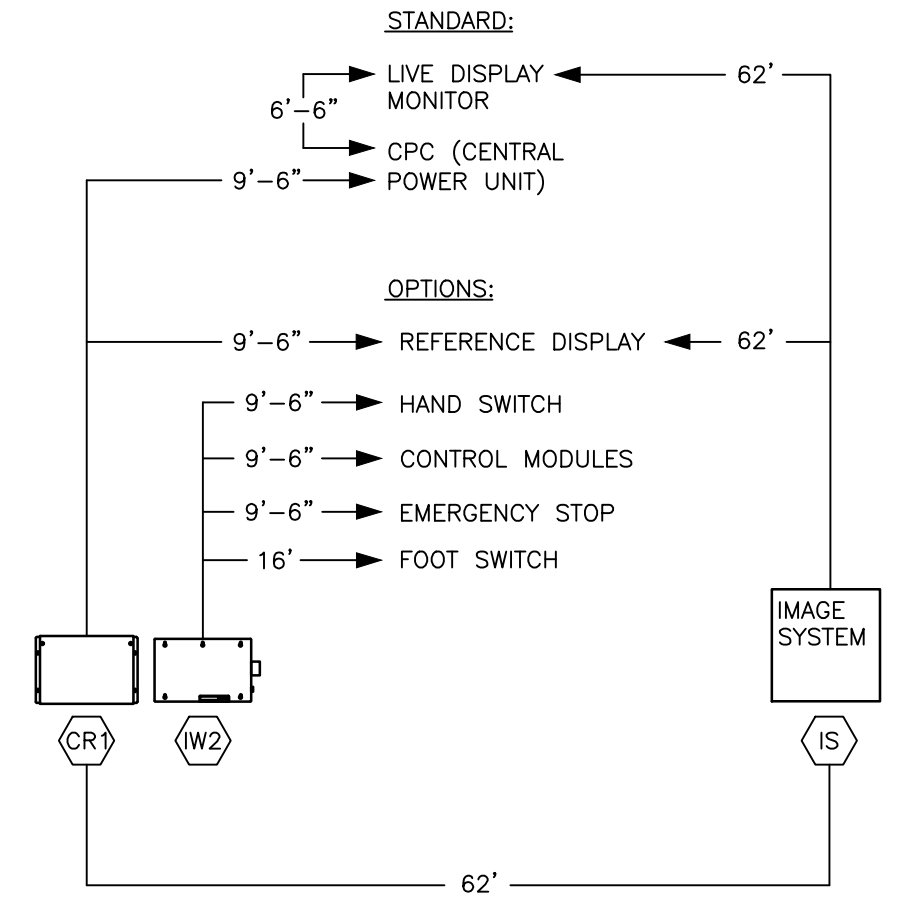 STANDARD:
LIVE DISPLAY
MONITOR
62'
6'-6"
CPC (CENTRAL
POWER UNIT)
9'-6"
OPTIONS:
9'-6" REFERENCE DISPLAY 62'
9'-6" HAND SWITCH
9'-6" CONTROL MODULES
9'-6" EMERGENCY STOP
16' FOOT SWITCH
IMAGE
SYSTEM
CR1 IW2 IS
62'